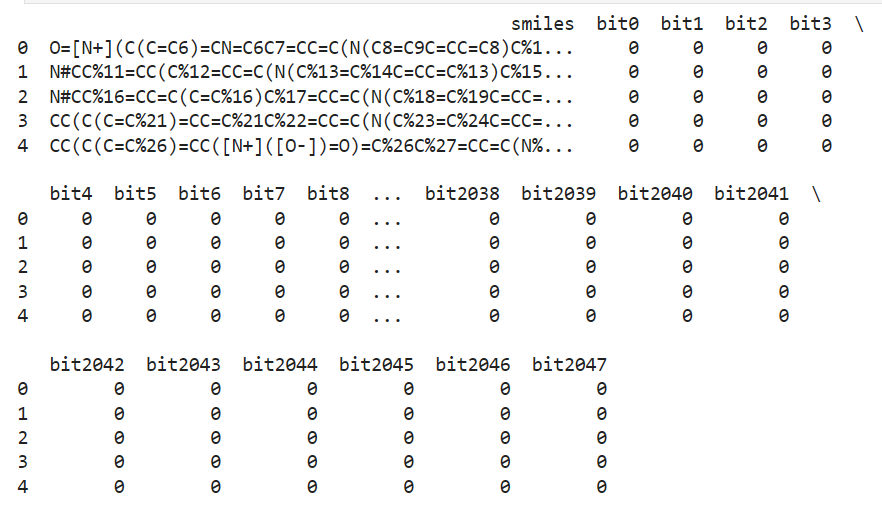 smiles bit0 bit1 bit2 bit3 \
0 O=[N+](C(C=C6)=CN=C6C7=CC=C(N(C8=C9C=CC=C8)C%1... 0 0 0 0
1 N#CC%11=CC(C%12=CC=C(N(C%13=C%14C=CC=C%13)C%15... 0 0 0 0
2 N#CC%16=CC=C(C=C%16)C%17=CC=C(N(C%18=C%19C=CC=... 0 0 0 0
3 CC(C(C=C%21)=CC=C%21C%22=CC=C(N(C%23=C%24C=CC=... 0 0 0 0
4 CC(C(C=C%26)=CC([N+]([O-])=O)=C%26C%27=CC=C(N%... 0 0 0 0
bit4 bit5 bit6 bit7 bit8 ... bit2038 bit2039 bit2040 bit2041 \
0 0 0 0 0 0 ... 0 0 0 0
1 0 0 0 0 0 ... 0 0 0 0
2 0 0 0 0 0 ... 0 0 0 0
3 0 0 0 0 0 ... 0 0 0 0
4 0 0 0 0 0 ... 0 0 0 0
bit2042 bit2043 bit2044 bit2045 bit2046 bit2047
0 0 0 0 0 0 0
1 0 0 0 0 0 0
2 0 0 0 0 0 0
3 0 0 0 0 0 0
4 0 0 0 0 0 0